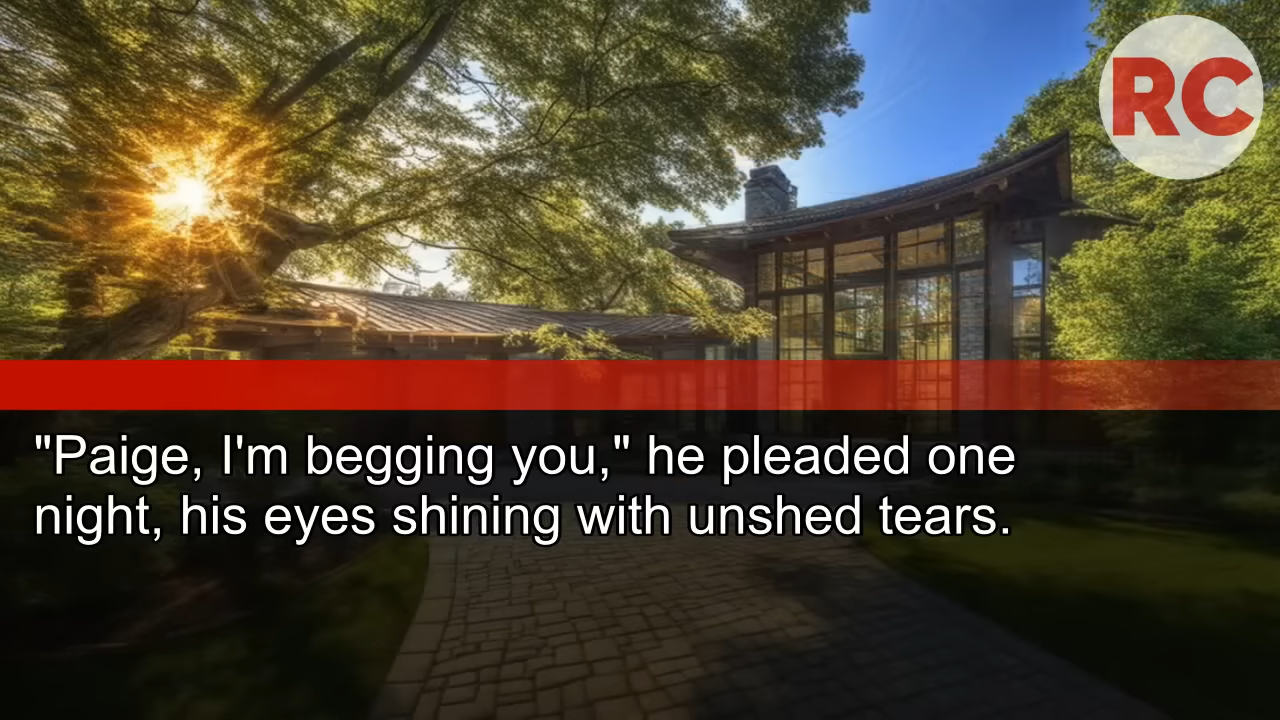 RC
"Paige, I'm begging you," he pleaded one
night, his eyes shining with unshed tears.